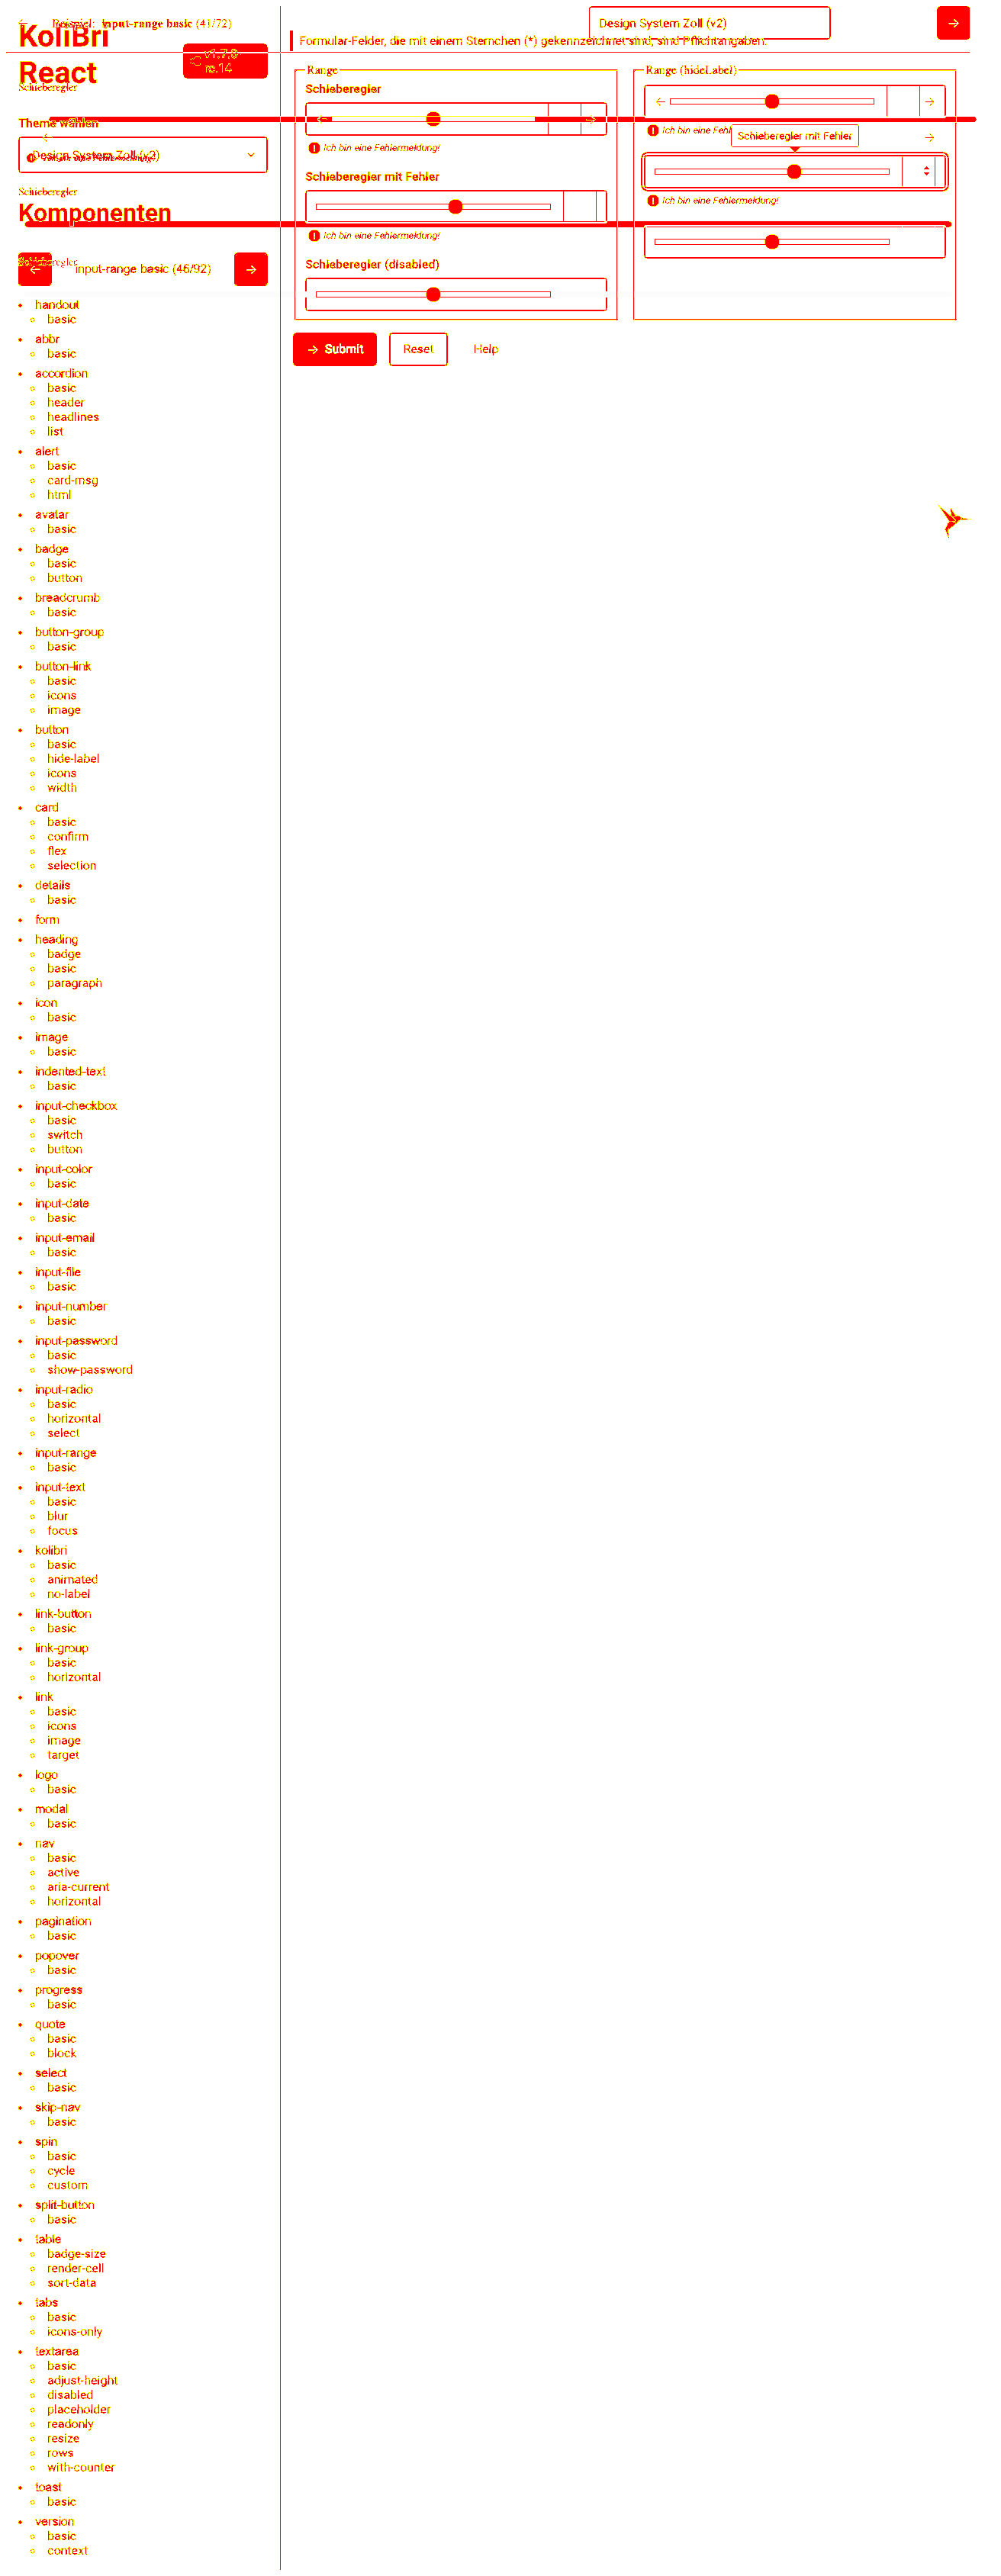 Beispiel: input-range basic (41/72)
KoliBri
React
v1.7.0-
rc.14
Schieberegler
Theme wählen
Design System Zoll (v2)
Schieberegler
Komponenten
Schieberegler
input-range basic (46/92)
handout
basic
abbr
basic
accordion
basic
header
headlines
list
alert
basic
card-msg
html
avatar
basic
badge
basic
button
breadcrumb
basic
button-group
basic
button-link
basic
icons
image
button
basic
hide-label
icons
width
card
basic
confirm
flex
selection
details
basic
form
heading
badge
basic
paragraph
icon
basic
image
basic
indented-text
basic
input-checkbox
basic
switch
button
input-color
basic
input-date
basic
input-email
basic
input-file
basic
input-number
basic
input-password
basic
show-password
input-radio
basic
horizontal
select
input-range
basic
input-text
basic
blur
focus
kolibri
basic
animated
no-label
link-button
basic
link-group
basic
horizontal
link
basic
icons
image
target
logo
basic
modal
basic
nav
basic
active
aria-current
horizontal
pagination
basic
popover
basic
progress
basic
quote
basic
block
select
basic
skip-nav
basic
spin
basic
cycle
custom
split-button
basic
table
badge-size
render-cell
sort-data
tabs
basic
icons-only
textarea
basic
adjust-height
disabled
placeholder
readonly
resize
rows
with-counter
toast
basic
version
basic
context
Design System Zoll (v2)
Formular-Felder, die mit einem Sternchen (*) gekennzeichnet sind, sind Pflichtangaben.
Range
Schieberegler
Ich bin eine Fehlermeldung!
Schieberegler mit Fehler
Ich bin eine Fehlermeldung!
Schieberegler (disabled)
Range (hideLabel)
Ich bin eine Fehl
Schieberegler mit Fehler
Ich bin eine Fehlermeldung!
Submit
Reset
Help